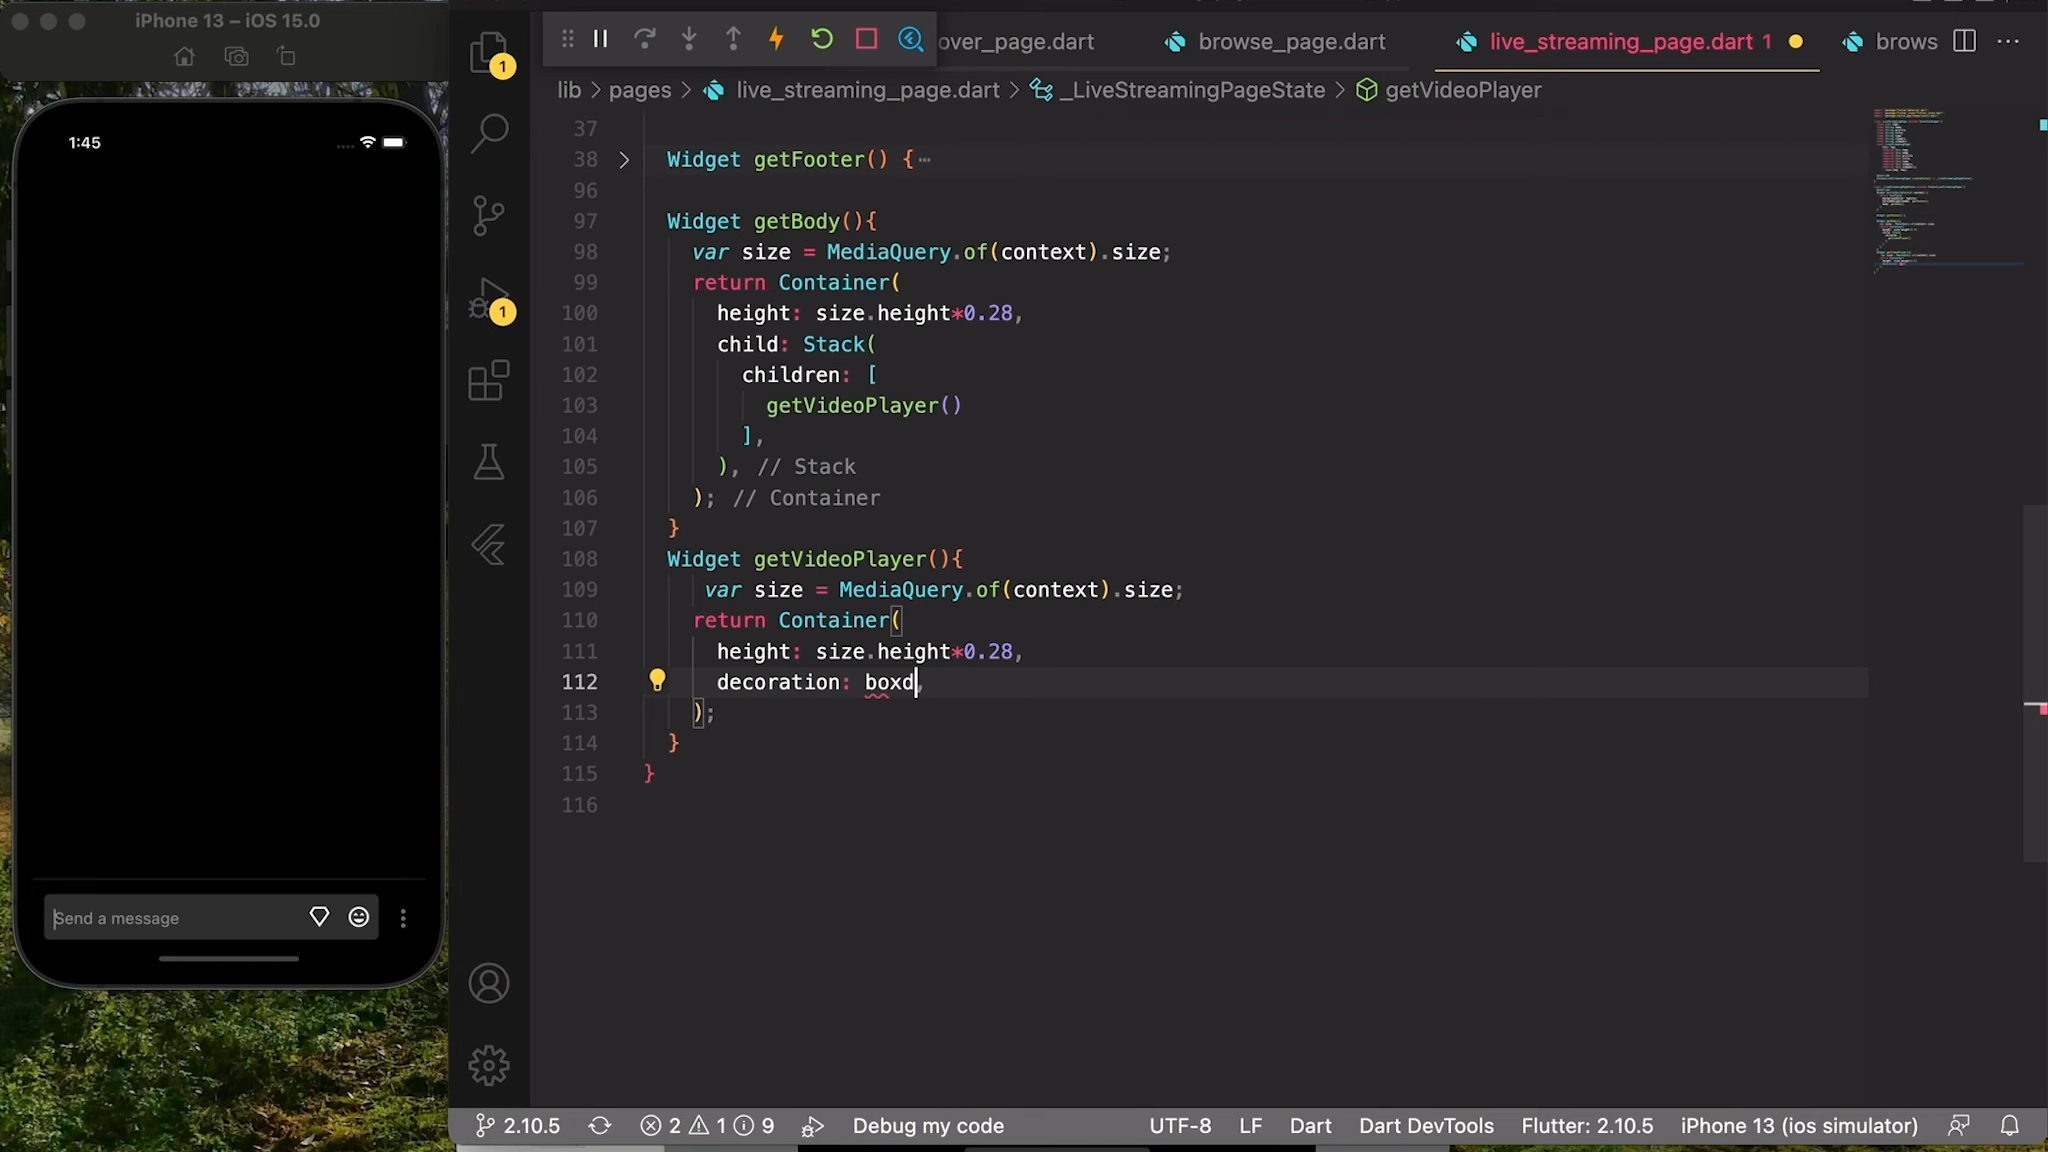 iPhone 13 – iOS 15.0
1:45
Send a message
1
1
over_page.dart
browse_page.dart
live_streaming_page.dart 1
brows
lib > pages > live_streaming_page.dart > _LiveStreamingPageState > getVideoPlayer
37
38 Widget getFooter() {⋯
96
97 Widget getBody(){
98 var size = MediaQuery.of(context).size;
99 return Container(
100 height: size.height*0.28,
101 child: Stack(
102 children: [
103 getVideoPlayer()
104 ],
105 ), // Stack
106 ); // Container
107 }
108 Widget getVideoPlayer(){
109 var size = MediaQuery.of(context).size;
110 return Container(
111 height: size.height*0.28,
112 decoration: boxd,
113 );
114 }
115 }
116
2.10.5 2 1 9 Debug my code UTF-8 LF Dart Dart DevTools Flutter: 2.10.5 iPhone 13 (ios simulator)